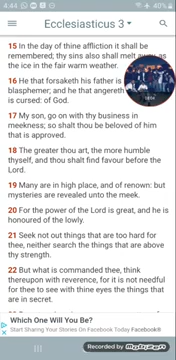 4:44
44%
Ecclesiasticus 3
15 In the day of thine affliction it shall be
remembered; thy sins also shall melt away, as
the ice in the fair warm weather.
16 He that forsaketh his father is
blasphemer; and he that angereth
is cursed: of God.
17 My son, go on with thy business in
meekness; so shalt thou be beloved of him
that is approved.
18 The greater thou art, the more humble
thyself, and thou shalt find favour before the
Lord.
19 Many are in high place, and of renown: but
mysteries are revealed unto the meek.
20 For the power of the Lord is great, and he is
honoured of the lowly.
21 Seek not out things that are too hard for
thee, neither search the things that are above
thy strength.
22 But what is commanded thee, think
thereupon with reverence, for it is not needful
for thee to see with thine eyes the things that
are in secret.
Which One Will You Be?
Start Sharing Your Stories On Facebook Today Facebook®
Recorded by